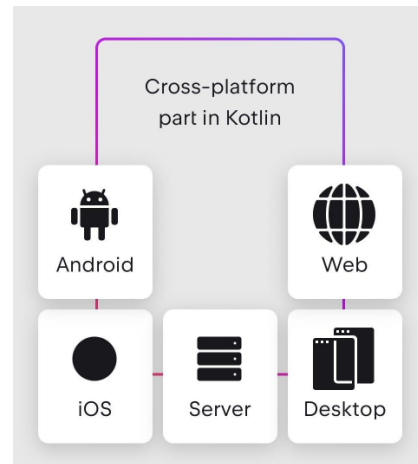 Cross-platform
part in Kotlin
Android
Web
iOS
Server
Desktop